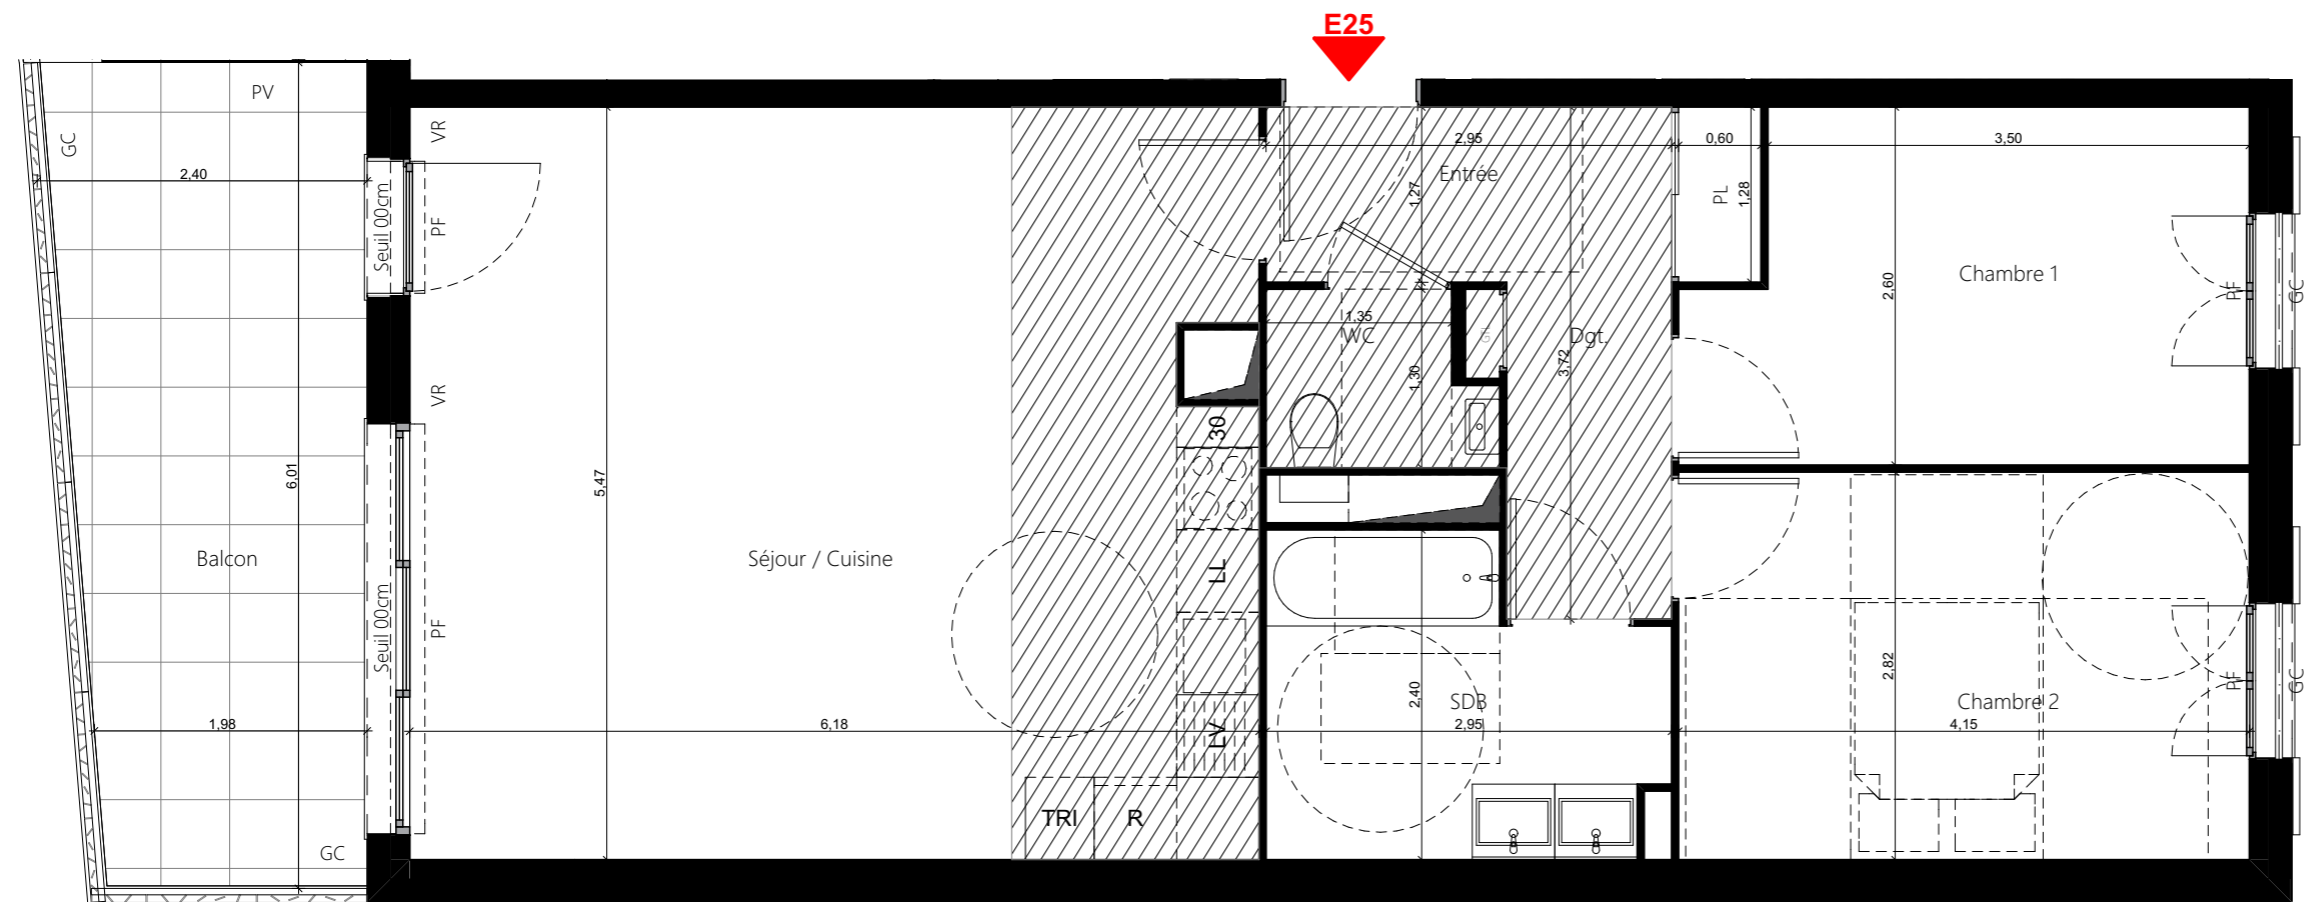 E25
PV
GC
VR
2,95
0,60
3,50
2,40
Entrée
1,27
PL
1,28
Seuil 00cm
PF
Chambre 1
2,60
PF
GC
1,35
WC
Dgt.
3,72
1,30
VR
30
6,01
5,47
Balcon
Séjour / Cuisine
LL
Seuil 00cm
PF
2,40
SDB
2,82
Chambre 2
PF
GC
1,98
6,18
LV
2,95
4,15
TRI
R
GC